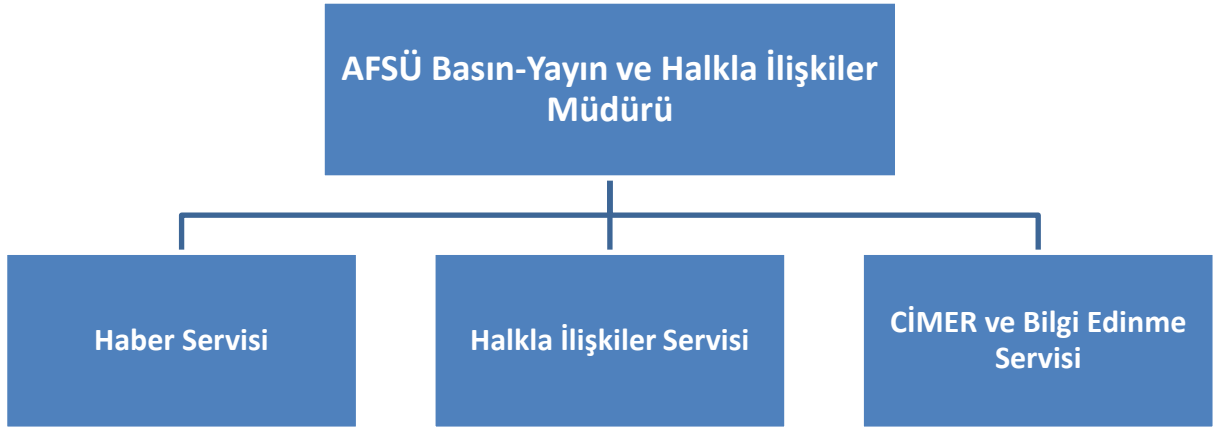 AFSÜ Basın-Yayın ve Halkla İlişkiler
Müdürü
Haber Servisi
Halkla İlişkiler Servisi
CİMER ve Bilgi Edinme
Servisi